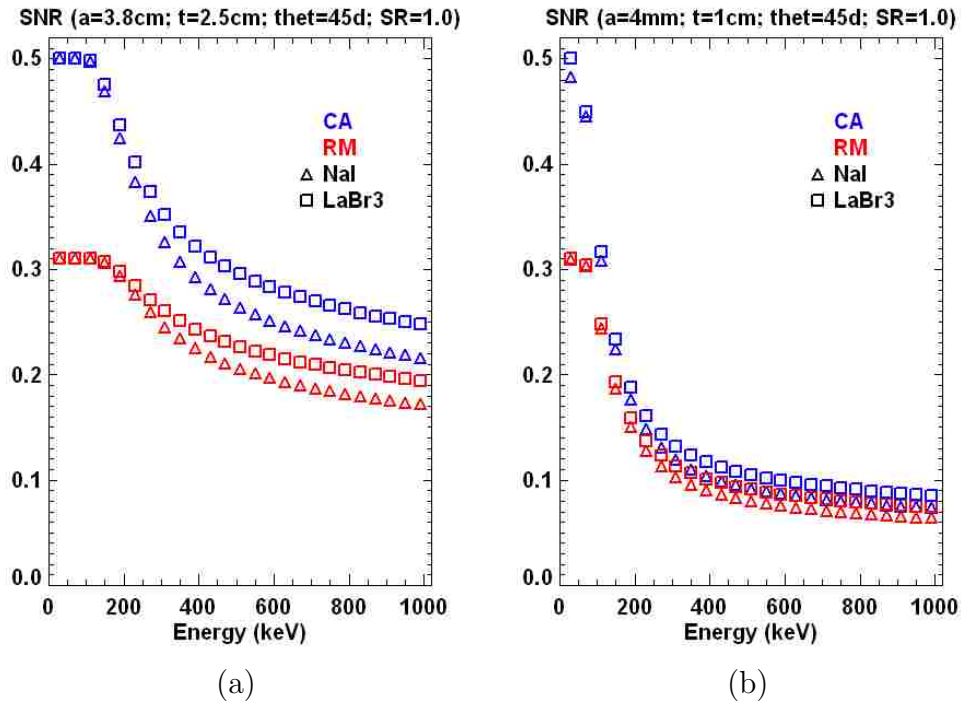 SNR (a=3.8cm; t=2.5cm; thet=45d; SR=1.0)
0.5
0.4
0.3
0.2
0.1
0.0
CA
RM
NaI
LaBr3
0 200 400 600 800 1000
Energy (keV)
(a)
SNR (a=4mm; t=1cm; thet=45d; SR=1.0)
0.5
0.4
0.3
0.2
0.1
0.0
CA
RM
NaI
LaBr3
0 200 400 600 800 1000
Energy (keV)
(b)